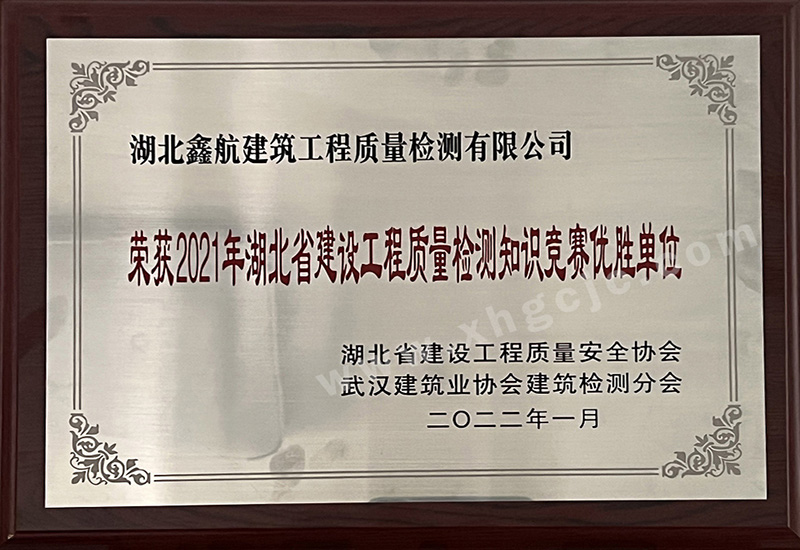 湖北鑫航建筑工程质量检测有限公司
荣获2021年湖北省建设工程质量检测知识竞赛优胜单位
湖北省建设工程质量安全协会
武汉建筑业协会建筑检测分会
二〇二二年一月
www.xhgcjc.com